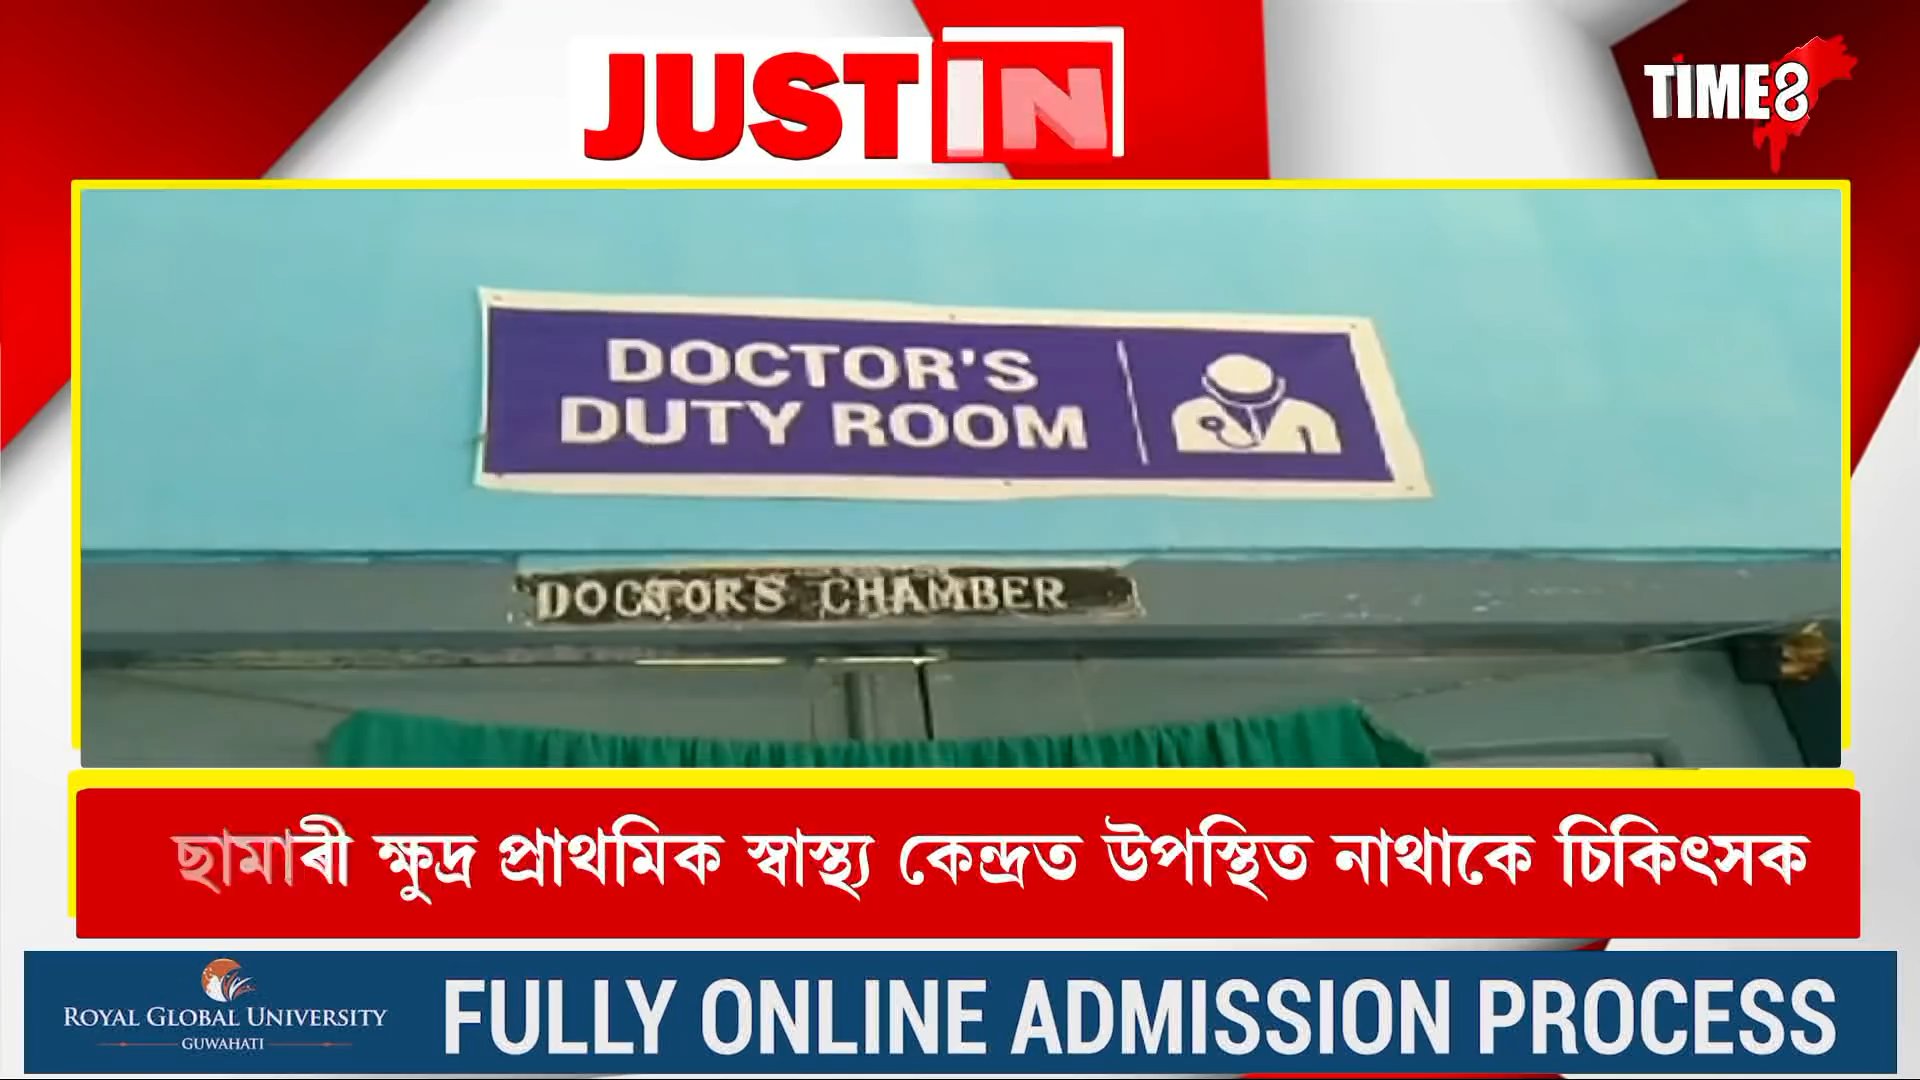 JUST IN
TIME8
DOCTOR'S
DUTY ROOM
DOCTORS CHAMBER
ছামাৰী ক্ষুদ্ৰ প্ৰাথমিক স্বাস্থ্য কেন্দ্ৰত উপস্থিত নাথাকে চিকিৎসক
ROYAL GLOBAL UNIVERSITY
GUWAHATI
FULLY ONLINE ADMISSION PROCESS